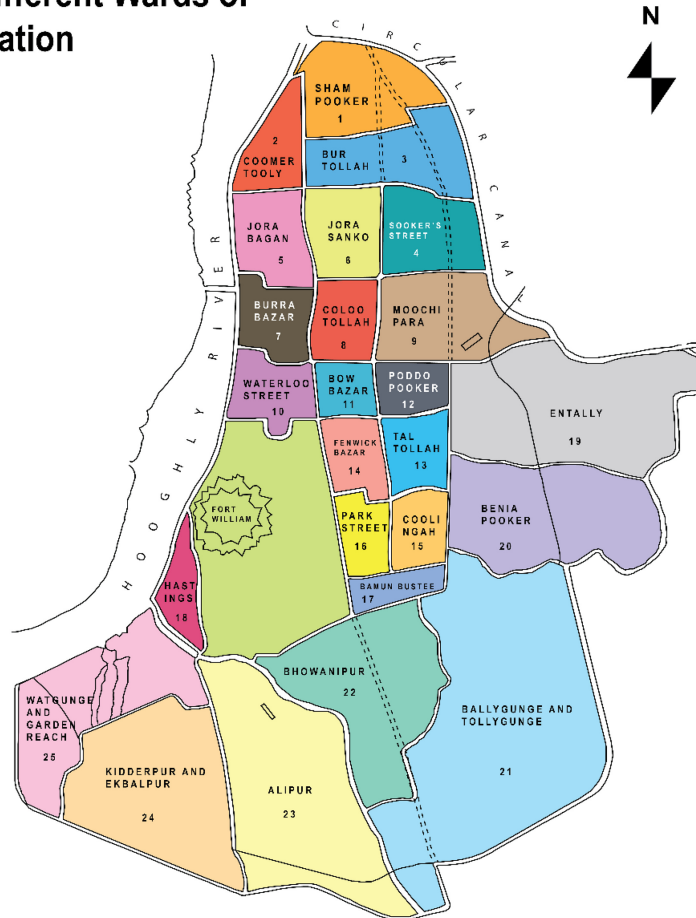 fferent Wards of
ation
N
CIRCULAR CANAL
SHAM
POOKER
1
2
COOMER
TOOLY
BUR
TOLLAH
3
JORA
BAGAN
5
JORA
SANKO
6
SOOKER'S
STREET
4
HOOGHLY RIVER
BURRA
BAZAR
7
COLOO
TOLLAH
8
MOOCHI
PARA
9
WATERLOO
STREET
10
BOW
BAZAR
11
PODDO
POOKER
12
ENTALLY
19
FENWICK
BAZAR
14
TAL
TOLLAH
13
FORT
WILLIAM
PARK
STREET
16
COOLI
NGAH
15
BENIA
POOKER
20
HAST
INGS
18
BAMUN BUSTEE
17
BHOWANIPUR
22
WATGUNGE
AND
GARDEN
REACH
25
BALLYGUNGE AND
TOLLYGUNGE
21
KIDDERPUR AND
EKBALPUR
24
ALIPUR
23